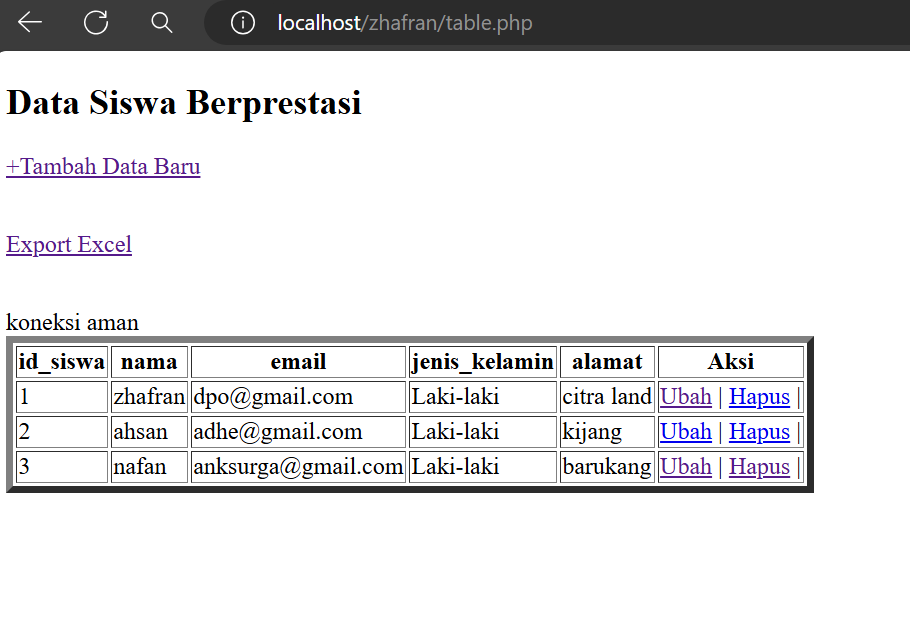 localhost/zhafran/table.php
Data Siswa Berprestasi
+Tambah Data Baru
Export Excel
koneksi aman
id_siswa nama email jenis_kelamin alamat Aksi
1 zhafran dpo@gmail.com Laki-laki citra land Ubah | Hapus |
2 ahsan adhe@gmail.com Laki-laki kijang Ubah | Hapus |
3 nafan anksurga@gmail.com Laki-laki barukang Ubah | Hapus |